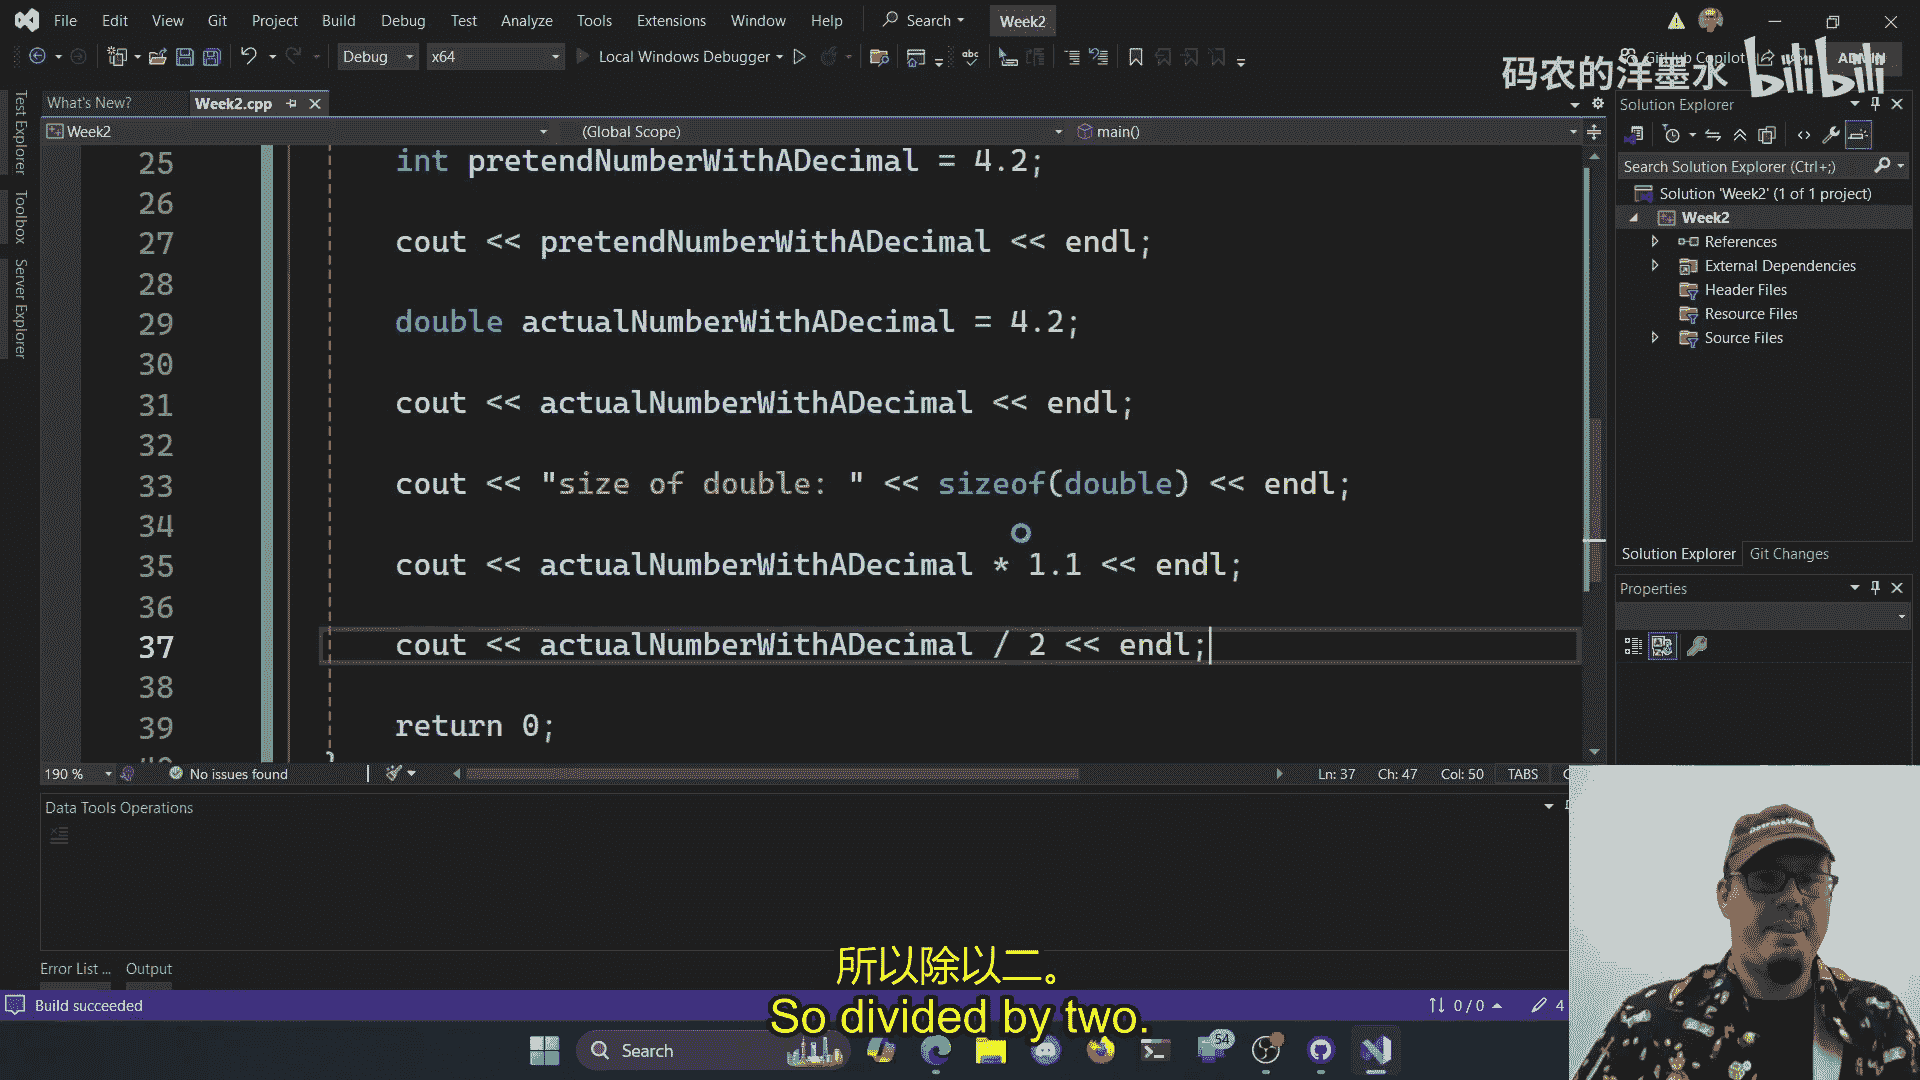 File Edit View Git Project Build Debug Test Analyze Tools Extensions Window Help Search Week2
Debug x64 Local Windows Debugger GitHub Copilot
码农的洋墨水 bilibili
What's New? Week2.cpp
Week2 (Global Scope) main()
Test Explorer
Toolbox
Server Explorer
25 int pretendNumberWithADecimal = 4.2;
26
27 cout << pretendNumberWithADecimal << endl;
28
29 double actualNumberWithADecimal = 4.2;
30
31 cout << actualNumberWithADecimal << endl;
32
33 cout << "size of double: " << sizeof(double) << endl;
34
35 cout << actualNumberWithADecimal * 1.1 << endl;
36
37 cout << actualNumberWithADecimal / 2 << endl;
38
39 return 0;
190 % No issues found Ln: 37 Ch: 47 Col: 50 TABS
Solution Explorer
Search Solution Explorer (Ctrl+;)
Solution 'Week2' (1 of 1 project)
Week2
References
External Dependencies
Header Files
Resource Files
Source Files
Solution Explorer Git Changes
Properties
Data Tools Operations
Error List ... Output
Build succeeded 0 / 0 4
所以除以二。
So divided by two.
Search 54